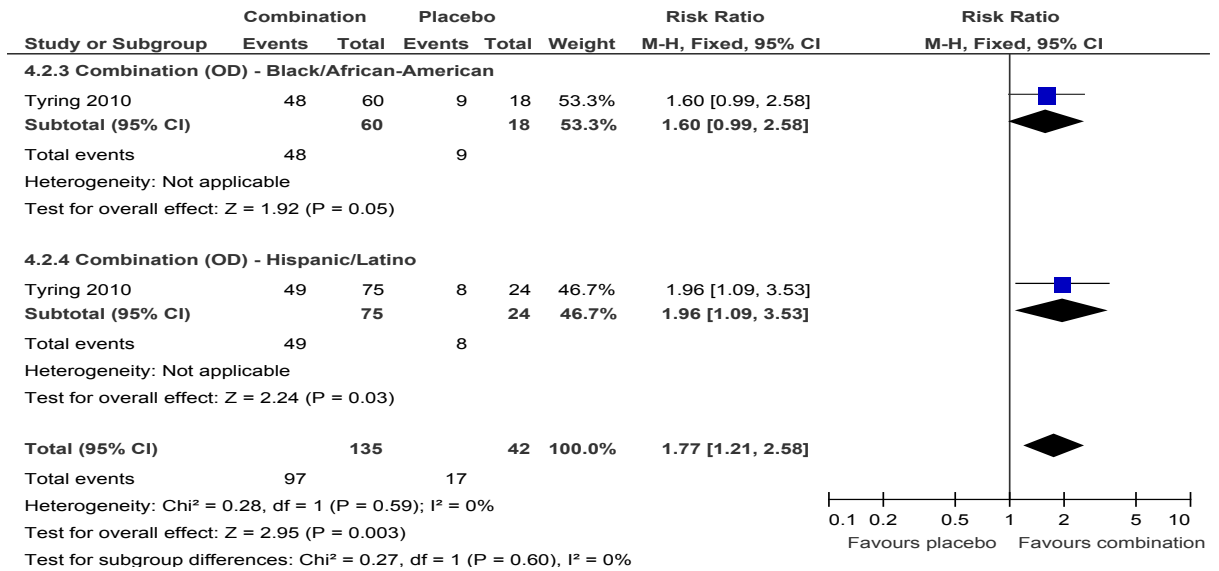 Combination Placebo Risk Ratio Risk Ratio
Study or Subgroup Events Total Events Total Weight M-H, Fixed, 95% CI M-H, Fixed, 95% CI
4.2.3 Combination (OD) - Black/African-American
Tyring 2010 48 60 9 18 53.3% 1.60 [0.99, 2.58]
Subtotal (95% CI) 60 18 53.3% 1.60 [0.99, 2.58]
Total events 48 9
Heterogeneity: Not applicable
Test for overall effect: Z = 1.92 (P = 0.05)
4.2.4 Combination (OD) - Hispanic/Latino
Tyring 2010 49 75 8 24 46.7% 1.96 [1.09, 3.53]
Subtotal (95% CI) 75 24 46.7% 1.96 [1.09, 3.53]
Total events 49 8
Heterogeneity: Not applicable
Test for overall effect: Z = 2.24 (P = 0.03)
Total (95% CI) 135 42 100.0% 1.77 [1.21, 2.58]
Total events 97 17
Heterogeneity: Chi² = 0.28, df = 1 (P = 0.59); I² = 0%
Test for overall effect: Z = 2.95 (P = 0.003)
Test for subgroup differences: Chi² = 0.27, df = 1 (P = 0.60), I² = 0%
0.1 0.2 0.5 1 2 5 10
Favours placebo Favours combination